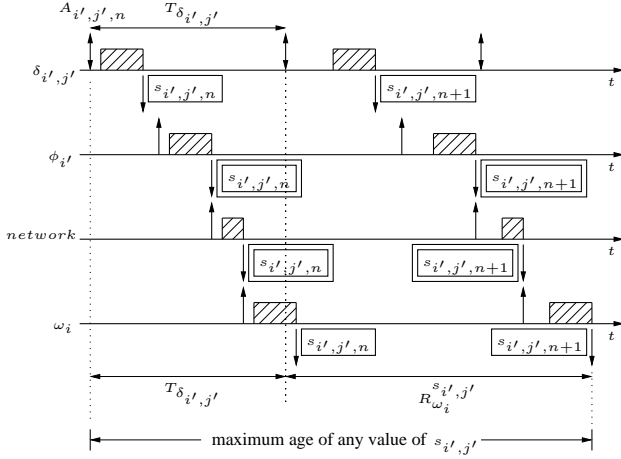 A_{i',j',n} T_{δ_{i',j'}}
δ_{i',j'} t
s_{i',j',n} s_{i',j',n+1}
ϕ_{i'} t
s_{i',j',n} s_{i',j',n+1}
network t
s_{i',j',n} s_{i',j',n+1}
ω_i t
s_{i',j',n} s_{i',j',n+1}
T_{δ_{i',j'}} R_{ω_i}^{s_{i',j'}}
maximum age of any value of s_{i',j'}